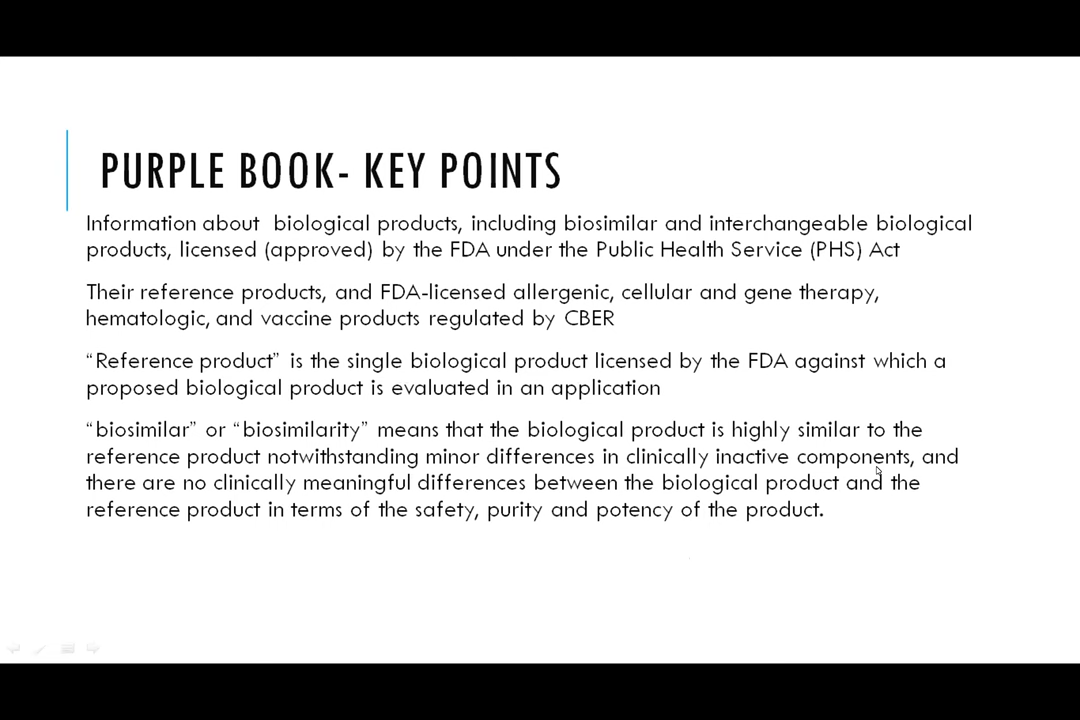 PURPLE BOOK- KEY POINTS
Information about  biological products, including biosimilar and interchangeable biological
products, licensed (approved) by the FDA under the Public Health Service (PHS) Act
Their reference products, and FDA-licensed allergenic, cellular and gene therapy,
hematologic, and vaccine products regulated by CBER
“Reference product” is the single biological product licensed by the FDA against which a
proposed biological product is evaluated in an application
“biosimilar” or “biosimilarity” means that the biological product is highly similar to the
reference product notwithstanding minor differences in clinically inactive components, and
there are no clinically meaningful differences between the biological product and the
reference product in terms of the safety, purity and potency of the product.